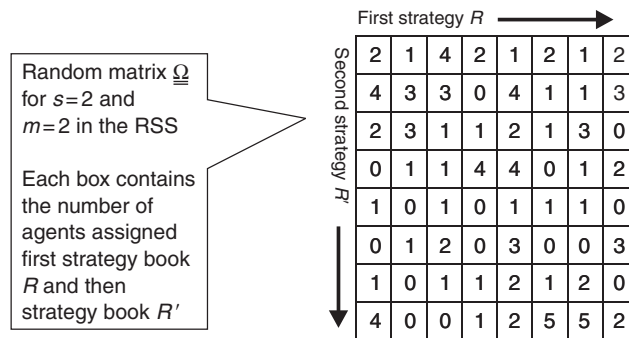 First strategy R
Random matrix Ω
for s=2 and
m=2 in the RSS
Each box contains
the number of
agents assigned
first strategy book
R and then
strategy book R'
Second strategy R'
2 1 4 2 1 2 1 2
4 3 3 0 4 1 1 3
2 3 1 1 2 1 3 0
0 1 1 4 4 0 1 2
1 0 1 0 1 1 1 0
0 1 2 0 3 0 0 3
1 0 1 1 2 1 2 0
4 0 0 1 2 5 5 2